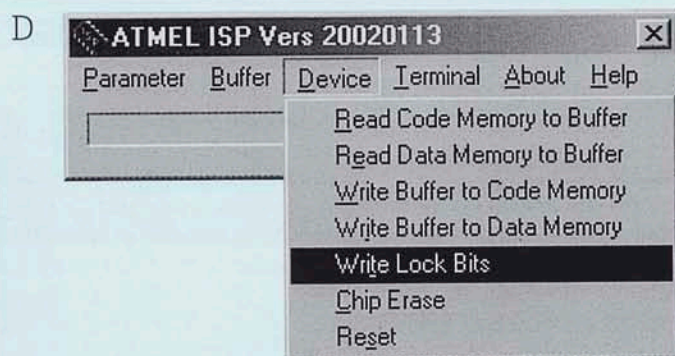 D
ATMEL ISP Vers 20020113
Parameter Buffer Device Terminal About Help
Read Code Memory to Buffer
Read Data Memory to Buffer
Write Buffer to Code Memory
Write Buffer to Data Memory
Write Lock Bits
Chip Erase
Reset